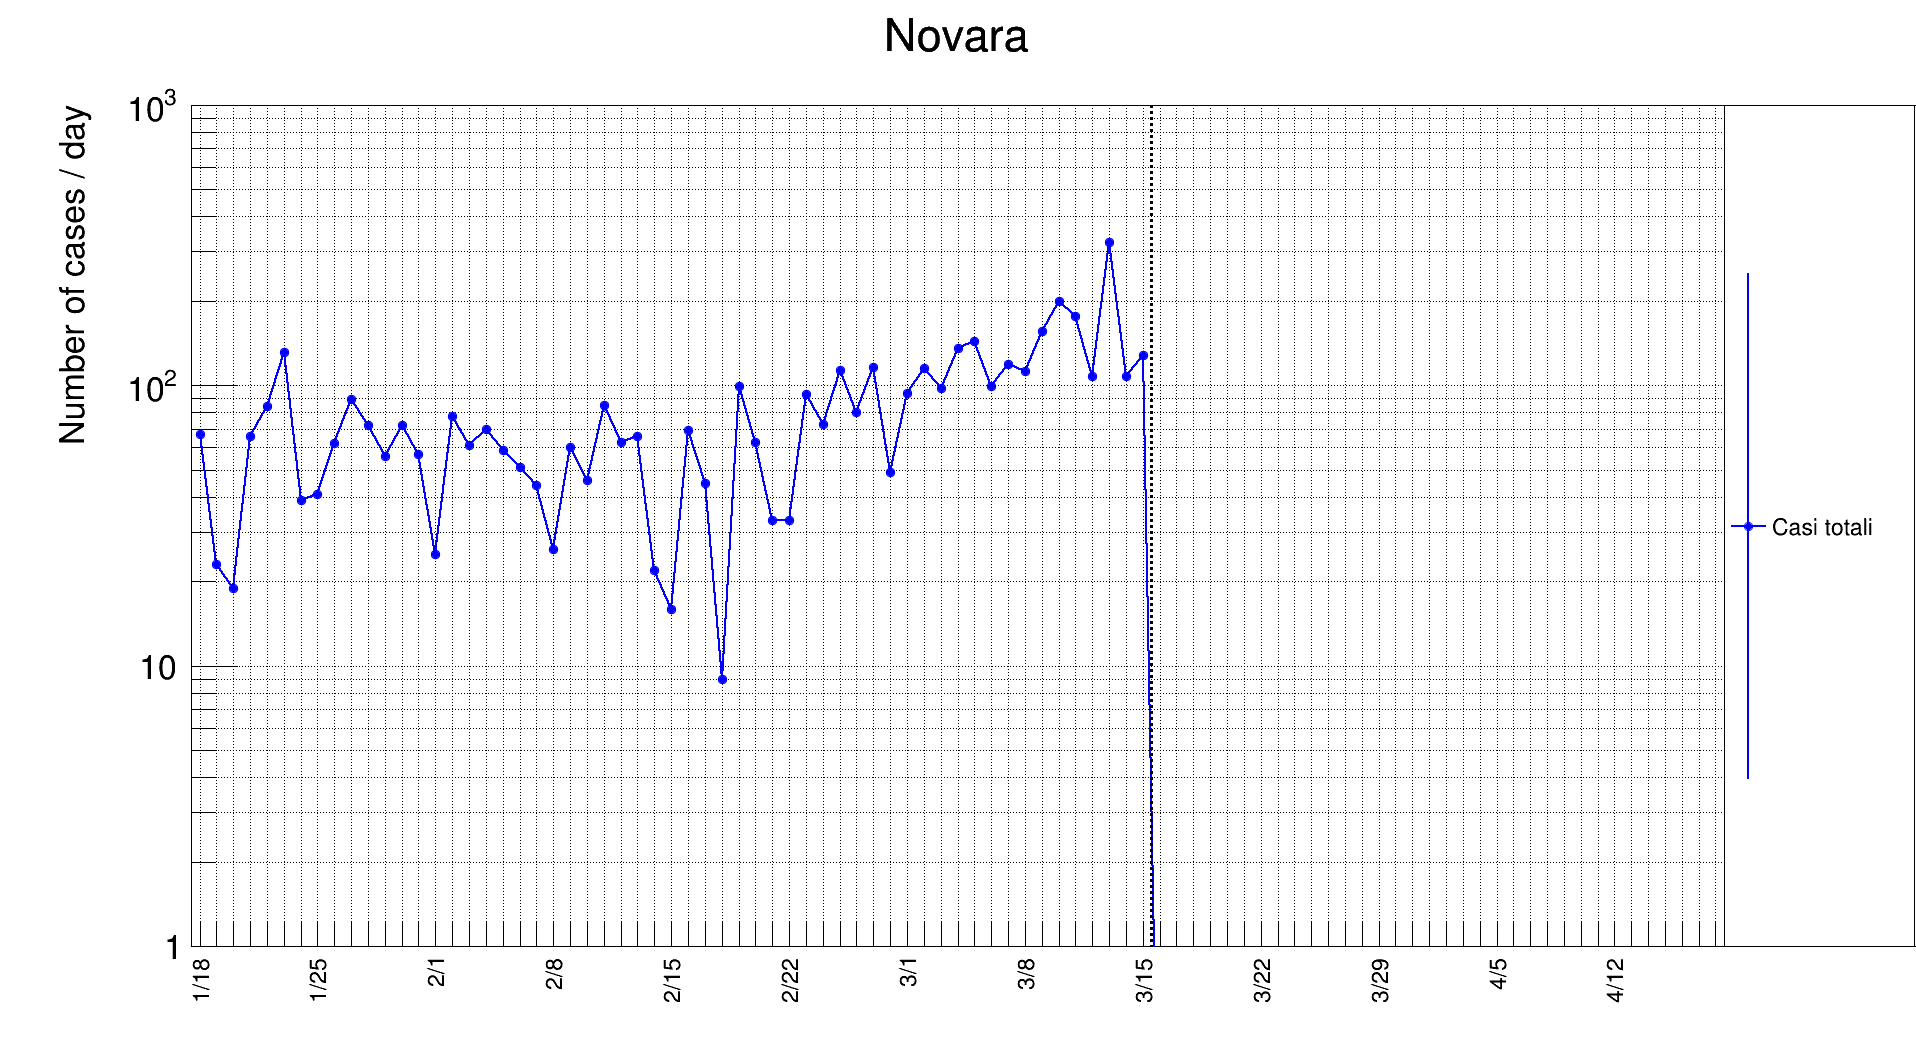 Novara
Number of cases / day
10³
10²
10
1
1/18 1/25 2/1 2/8 2/15 2/22 3/1 3/8 3/15 3/22 3/29 4/5 4/12
Casi totali